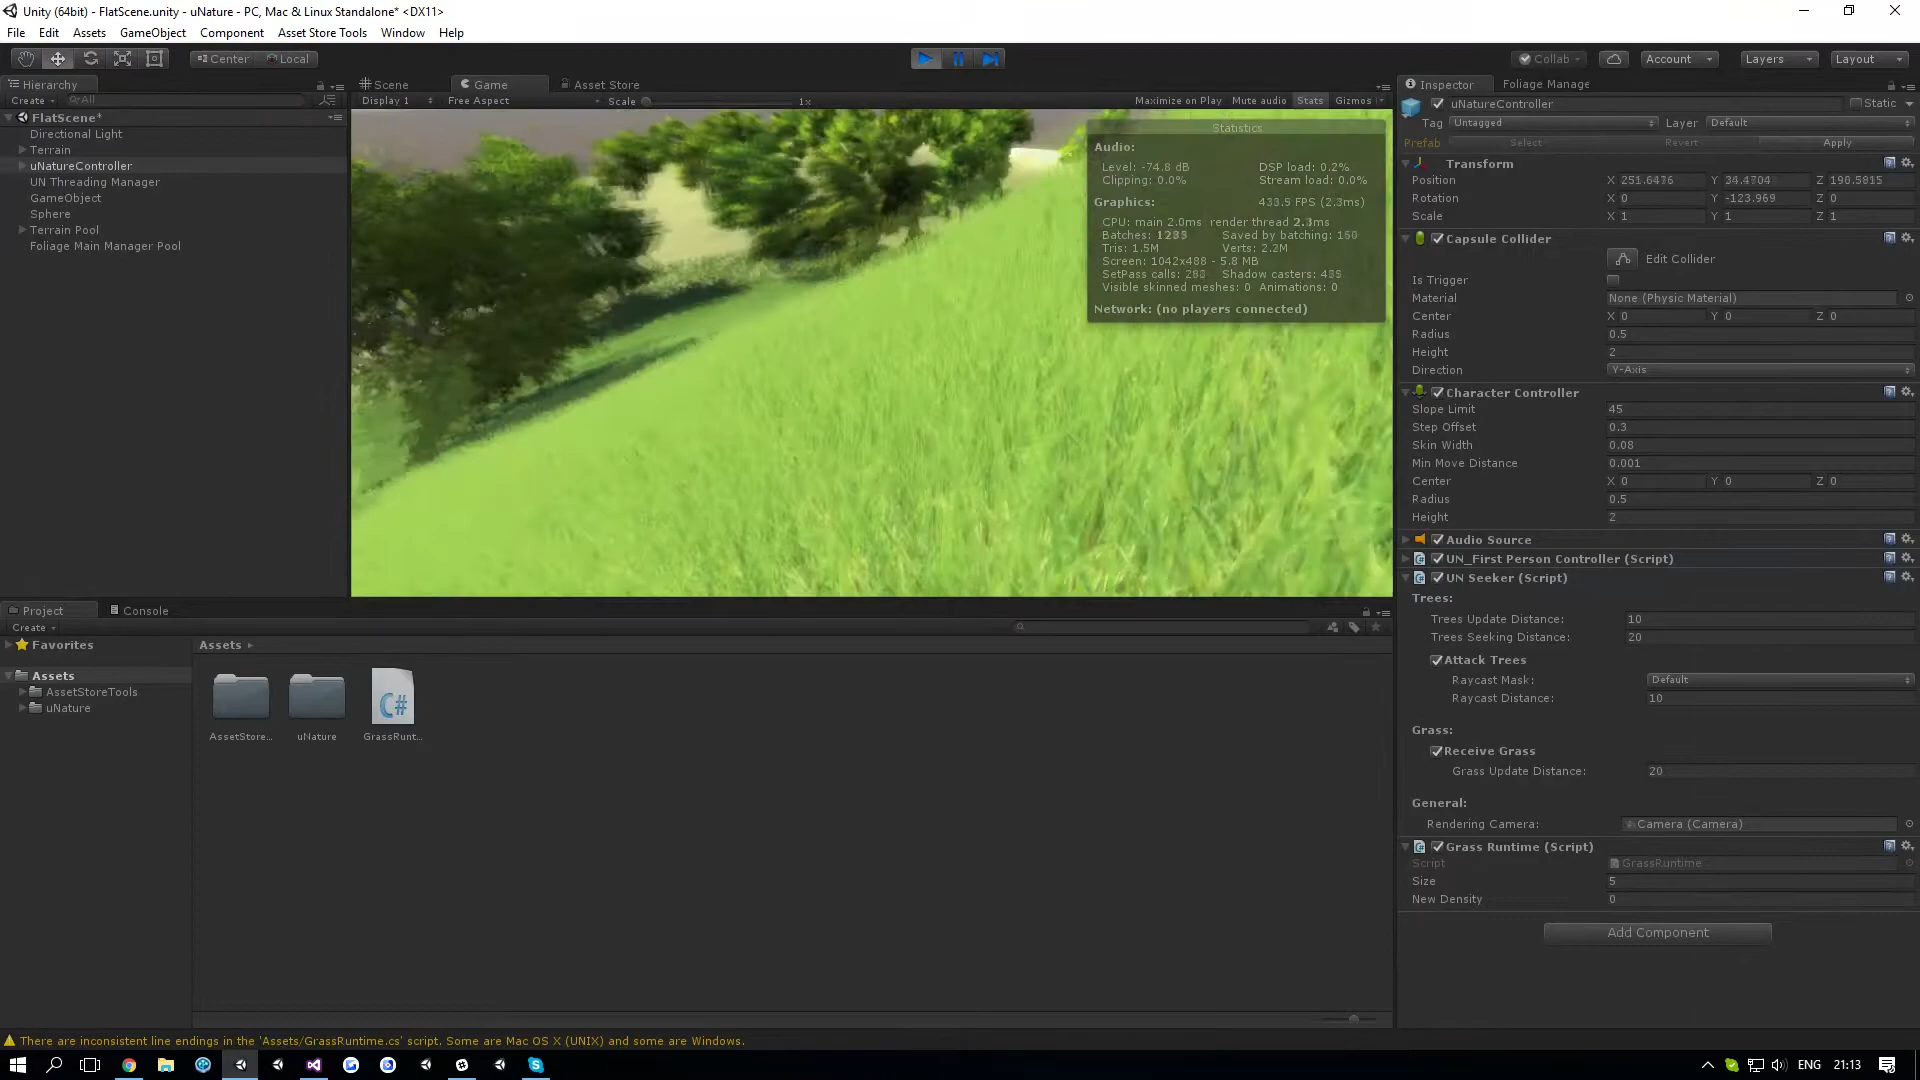 Unity (64bit) - FlatScene.unity - uNature - PC, Mac & Linux Standalone* <DX11>
File Edit Assets GameObject Component Asset Store Tools Window Help
Center Local Collab Account Layers Layout
Hierarchy
Create All
FlatScene*
Directional Light
Terrain
uNatureController
UN Threading Manager
GameObject
Sphere
Terrain Pool
Foliage Main Manager Pool
Scene Game Asset Store
Display 1 Free Aspect Scale 1x Maximize on Play Mute audio Stats Gizmos
Statistics
Audio:
Level: -74.8 dB DSP load: 0.2%
Clipping: 0.0% Stream load: 0.0%
Graphics: 433.9 FPS (2.3ms)
CPU: main 2.0ms render thread 2.3ms
Batches: 1233 Saved by batching: 150
Tris: 1.5M Verts: 2.2M
Screen: 1042x488 - 5.8 MB
SetPass calls: Shadow casters:
Visible skinned meshes: 0 Animations: 0
Network: (no players connected)
Inspector Foliage Manage
uNatureController Static
Tag Untagged Layer Default
Prefab Select Revert Apply
Transform
Position X 251.6476 Y 34.4704 Z 190.5815
Rotation X 0 Y -123.969 Z 0
Scale X 1 Y 1 Z 1
Capsule Collider
Edit Collider
Is Trigger
Material None (Physic Material)
Center X 0 Y 0 Z 0
Radius 0.5
Height 2
Direction Y-Axis
Character Controller
Slope Limit 45
Step Offset 0.3
Skin Width 0.08
Min Move Distance 0.001
Center X 0 Y 0 Z 0
Radius 0.5
Height 2
Audio Source
UN_First Person Controller (Script)
UN Seeker (Script)
Trees:
Trees Update Distance: 10
Trees Seeking Distance: 20
Attack Trees
Raycast Mask: Default
Raycast Distance: 10
Grass:
Receive Grass
Grass Update Distance: 20
General:
Rendering Camera: Camera (Camera)
Grass Runtime (Script)
Script GrassRuntime
Size 5
New Density 0
Add Component
Project Console
Create
Favorites
Assets
AssetStoreTools
uNature
Assets
AssetStore... uNature GrassRunt...
C#
There are inconsistent line endings in the 'Assets/GrassRuntime.cs' script. Some are Mac OS X (UNIX) and some are Windows.
ENG 21:13